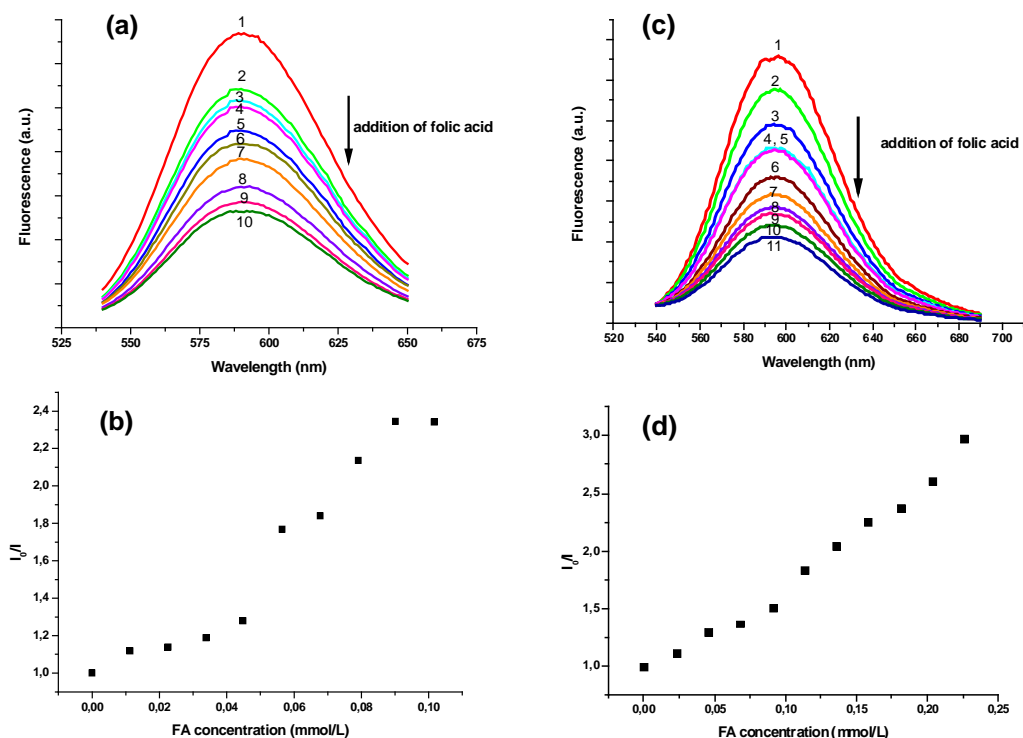 (a)
1
2
3
4
5
6
7
8
9
10
addition of folic acid
Fluorescence (a.u.)
525 550 575 600 625 650 675
Wavelength (nm)
(c)
1
2
3
4, 5
6
7
8
9
10
11
addition of folic acid
Fluorescence (a.u.)
520 540 560 580 600 620 640 660 680 700
Wavelength (nm)
(b)
2,4
2,2
2,0
1,8
1,6
1,4
1,2
1,0
I0/I
0,00 0,02 0,04 0,06 0,08 0,10
FA concentration (mmol/L)
(d)
3,0
2,5
2,0
1,5
1,0
I0/I
0,00 0,05 0,10 0,15 0,20 0,25
FA concentration (mmol/L)